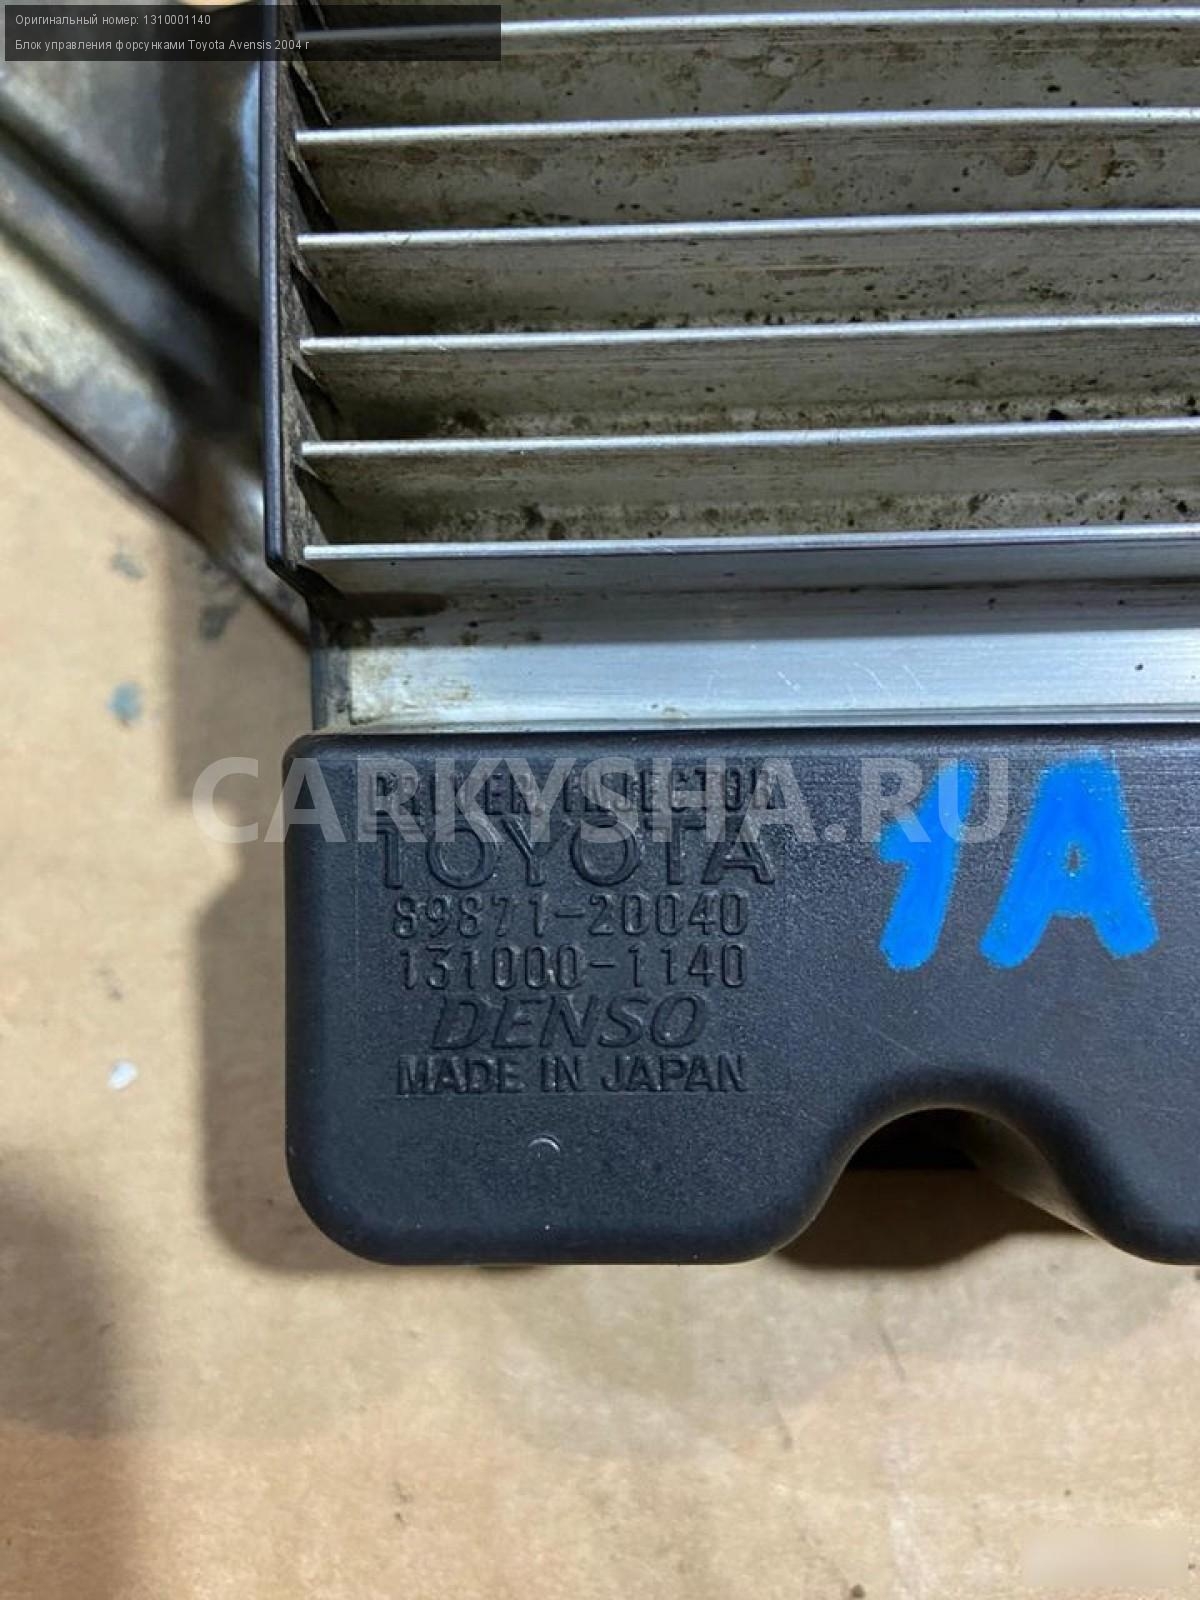 Оригинальный номер: 1310001140
Блок управления форсунками Toyota Avensis 2004 г
DRIVER, INJECTOR
CARKYSHA.RU
TOYOTA
89871-20040
131000-1140
DENSO
MADE IN JAPAN
1A